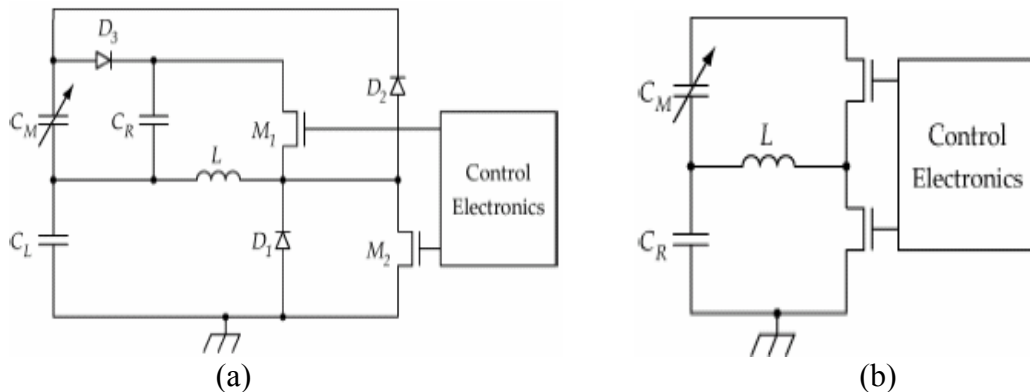 D3
D2
CM
CR
M1
L
Control
Electronics
CL
D1
M2
(a)
CM
L
Control
Electronics
CR
(b)